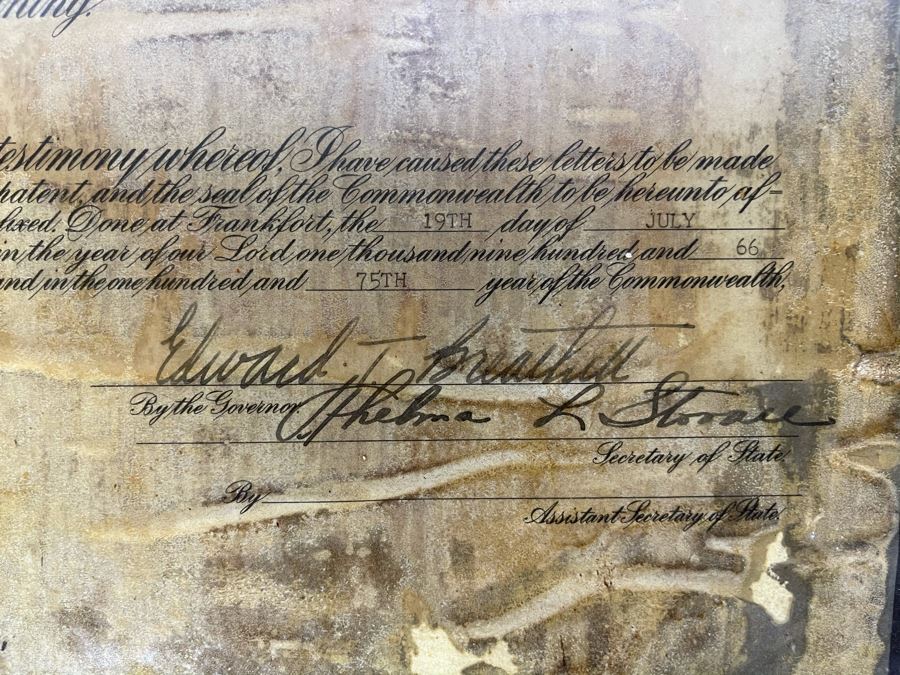 testimony whereof, I have caused these letters to be made
patent, and the seal of the Commonwealth to be hereunto af-
fixed. Done at Frankfort, the 19TH day of JULY
in the year of our Lord one thousand nine hundred and 66
and in the one hundred and 75TH year of the Commonwealth.
Edward T Breathitt
By the Governor. Thelma L Stovall
Secretary of State
By
Assistant Secretary of State.